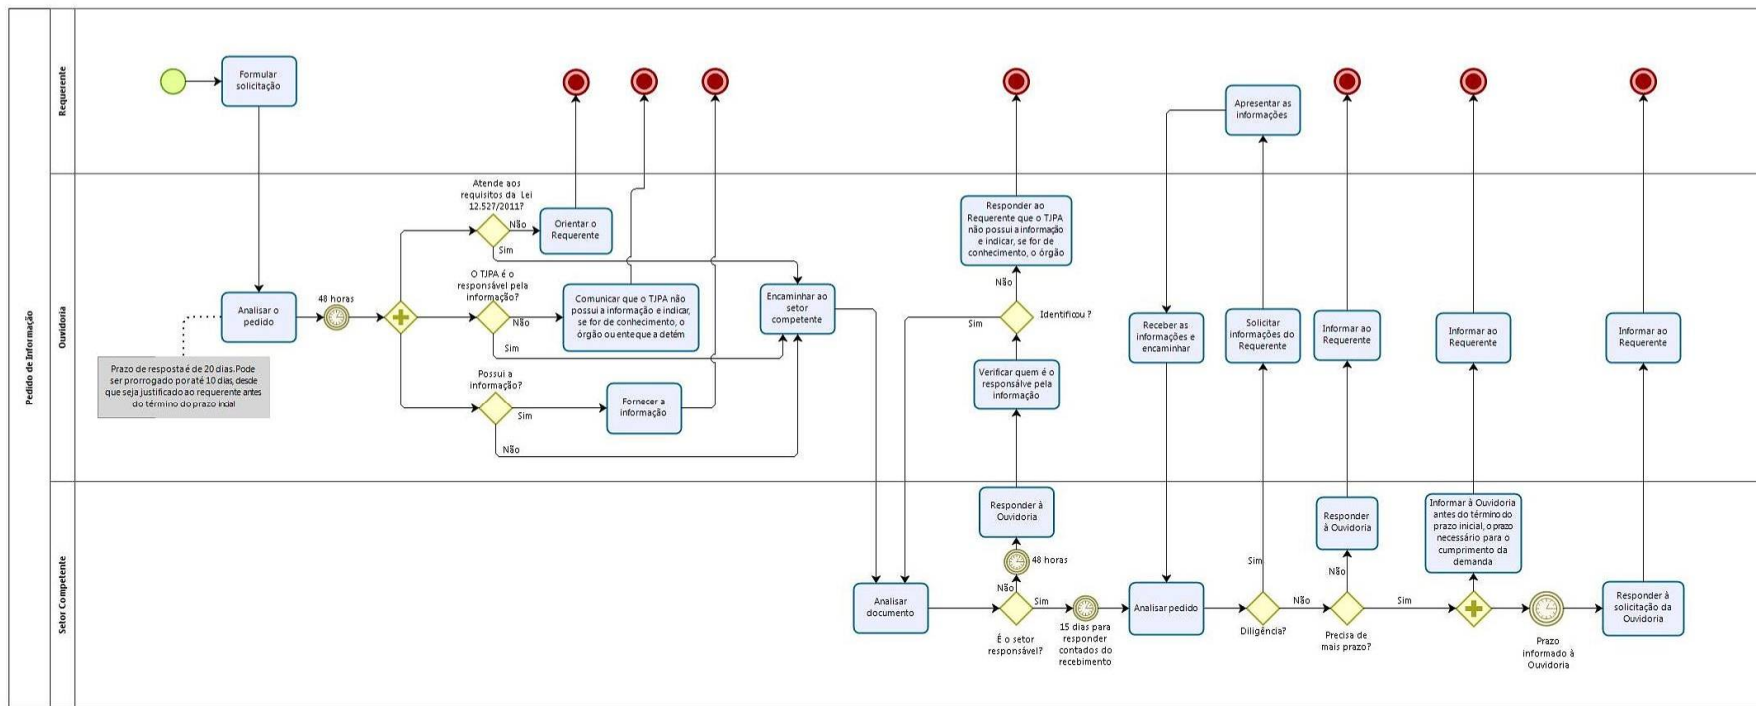 Pedido de Informação
Requerente
Formular
solicitação
Apresentar as
informações
Ouvidoria
Analisar o
pedido
Prazo de resposta é de 20 dias. Pode
ser prorrogado por até 10 dias, desde
que seja justificado ao requerente antes
do término do prazo inicial
48 horas
Atende aos
requisitos da Lei
12.527/2011?
Não
Sim
Orientar o
Requerente
O TJPA é o
responsável pela
informação?
Não
Sim
Comunicar que o TJPA não
possui a informação e indicar,
se for de conhecimento, o
órgão ou ente que a detém
Possui a
informação?
Sim
Não
Fornecer a
informação
Encaminhar ao
setor
competente
Responder ao
Requerente que o TJPA
não possui a informação
e indicar, se for de
conhecimento, o órgão
Não
Sim
Identificou ?
Verificar quem é o
responsálve pela
informação
Receber as
informações e
encaminhar
Solicitar
informações do
Requerente
Informar ao
Requerente
Informar ao
Requerente
Informar ao
Requerente
Setor Competente
Analisar
documento
Responder à
Ouvidoria
48 horas
Não
Sim
É o setor
responsável?
15 dias para
responder
contados do
recebimento
Analisar pedido
Sim
Não
Diligência?
Responder
à Ouvidoria
Não
Sim
Precisa de
mais prazo?
Informar à Ouvidoria
antes do término do
prazo inicial, o prazo
necessário para o
cumprimento da
demanda
Prazo
informado à
Ouvidoria
Responder à
solicitação da
Ouvidoria